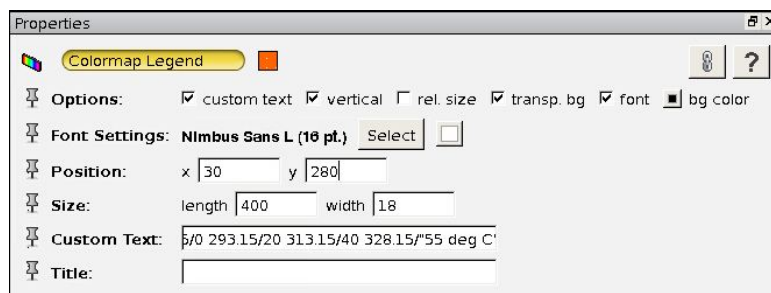 Properties
Colormap Legend ?
Options: custom text vertical rel. size transp. bg font bg color
Font Settings: Nimbus Sans L (16 pt.) Select
Position: x 30 y 280
Size: length 400 width 18
Custom Text: 5/0 293.15/20 313.15/40 328.15/"55 deg C"
Title: